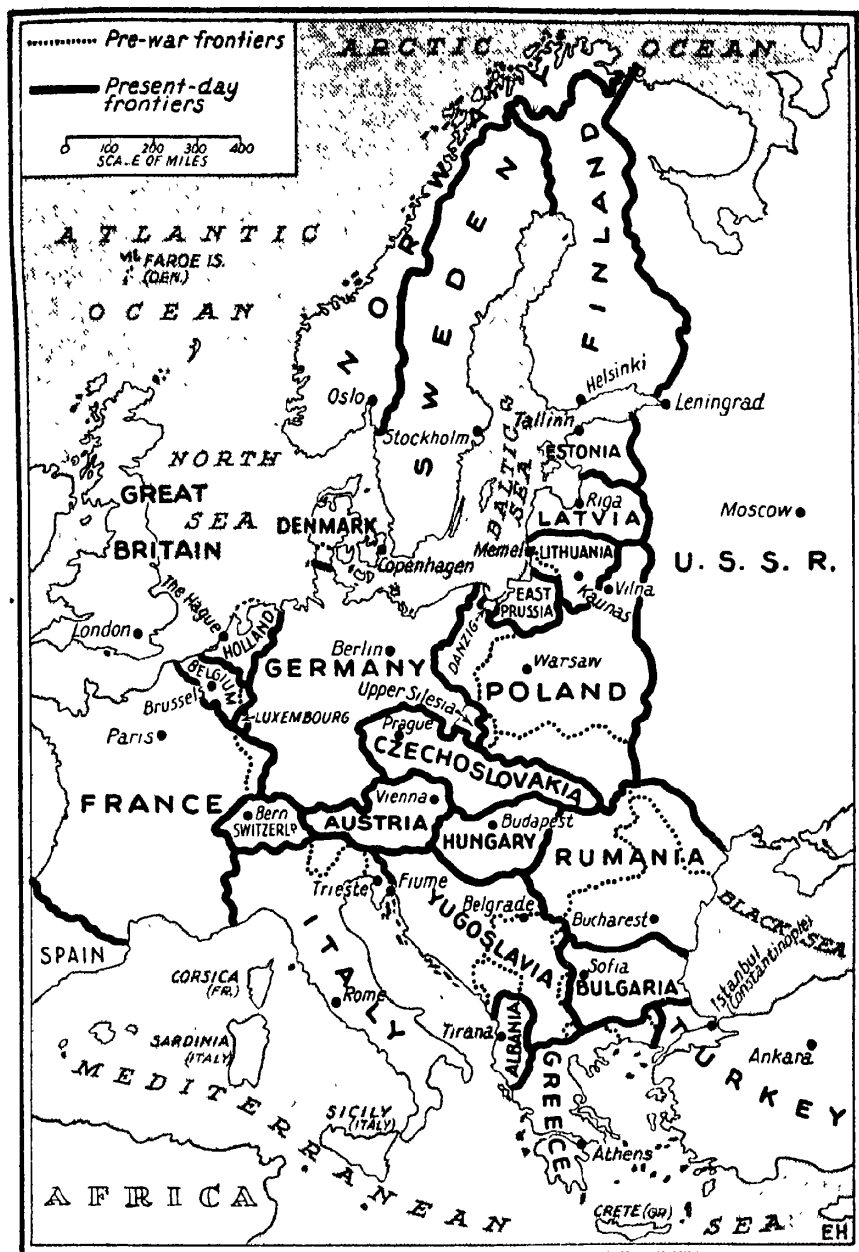 Pre-war frontiers
Present-day
frontiers
0 100 200 300 400
SCALE OF MILES
ARCTIC OCEAN
NORWAY
SWEDEN
FINLAND
ATLANTIC
OCEAN
FAROE IS.
(DEN.)
Oslo
Stockholm
Helsinki
Leningrad
Tallinn
ESTONIA
BALTIC
SEA
NORTH
SEA
GREAT
BRITAIN
DENMARK
Copenhagen
Riga
LATVIA
Moscow
Memel
LITHUANIA
U.S.S.R.
Kaunas
Vilna
EAST
PRUSSIA
DANZIG
The Hague
HOLLAND
London
Berlin
GERMANY
Warsaw
POLAND
BELGIUM
Brussels
Upper Silesia
LUXEMBOURG
Paris
Prague
CZECHOSLOVAKIA
FRANCE
Bern
SWITZERLD
Vienna
AUSTRIA
Budapest
HUNGARY
RUMANIA
Trieste
Fiume
Belgrade
YUGOSLAVIA
Bucharest
BLACK SEA
SPAIN
ITALY
Sofia
BULGARIA
Istanbul
(Constantinople)
CORSICA
(FR.)
Rome
SARDINIA
(ITALY)
Tirana
ALBANIA
GREECE
TURKEY
Ankara
MEDITERRANEAN SEA
SICILY
(ITALY)
Athens
AFRICA
CRETE (GR)
EH